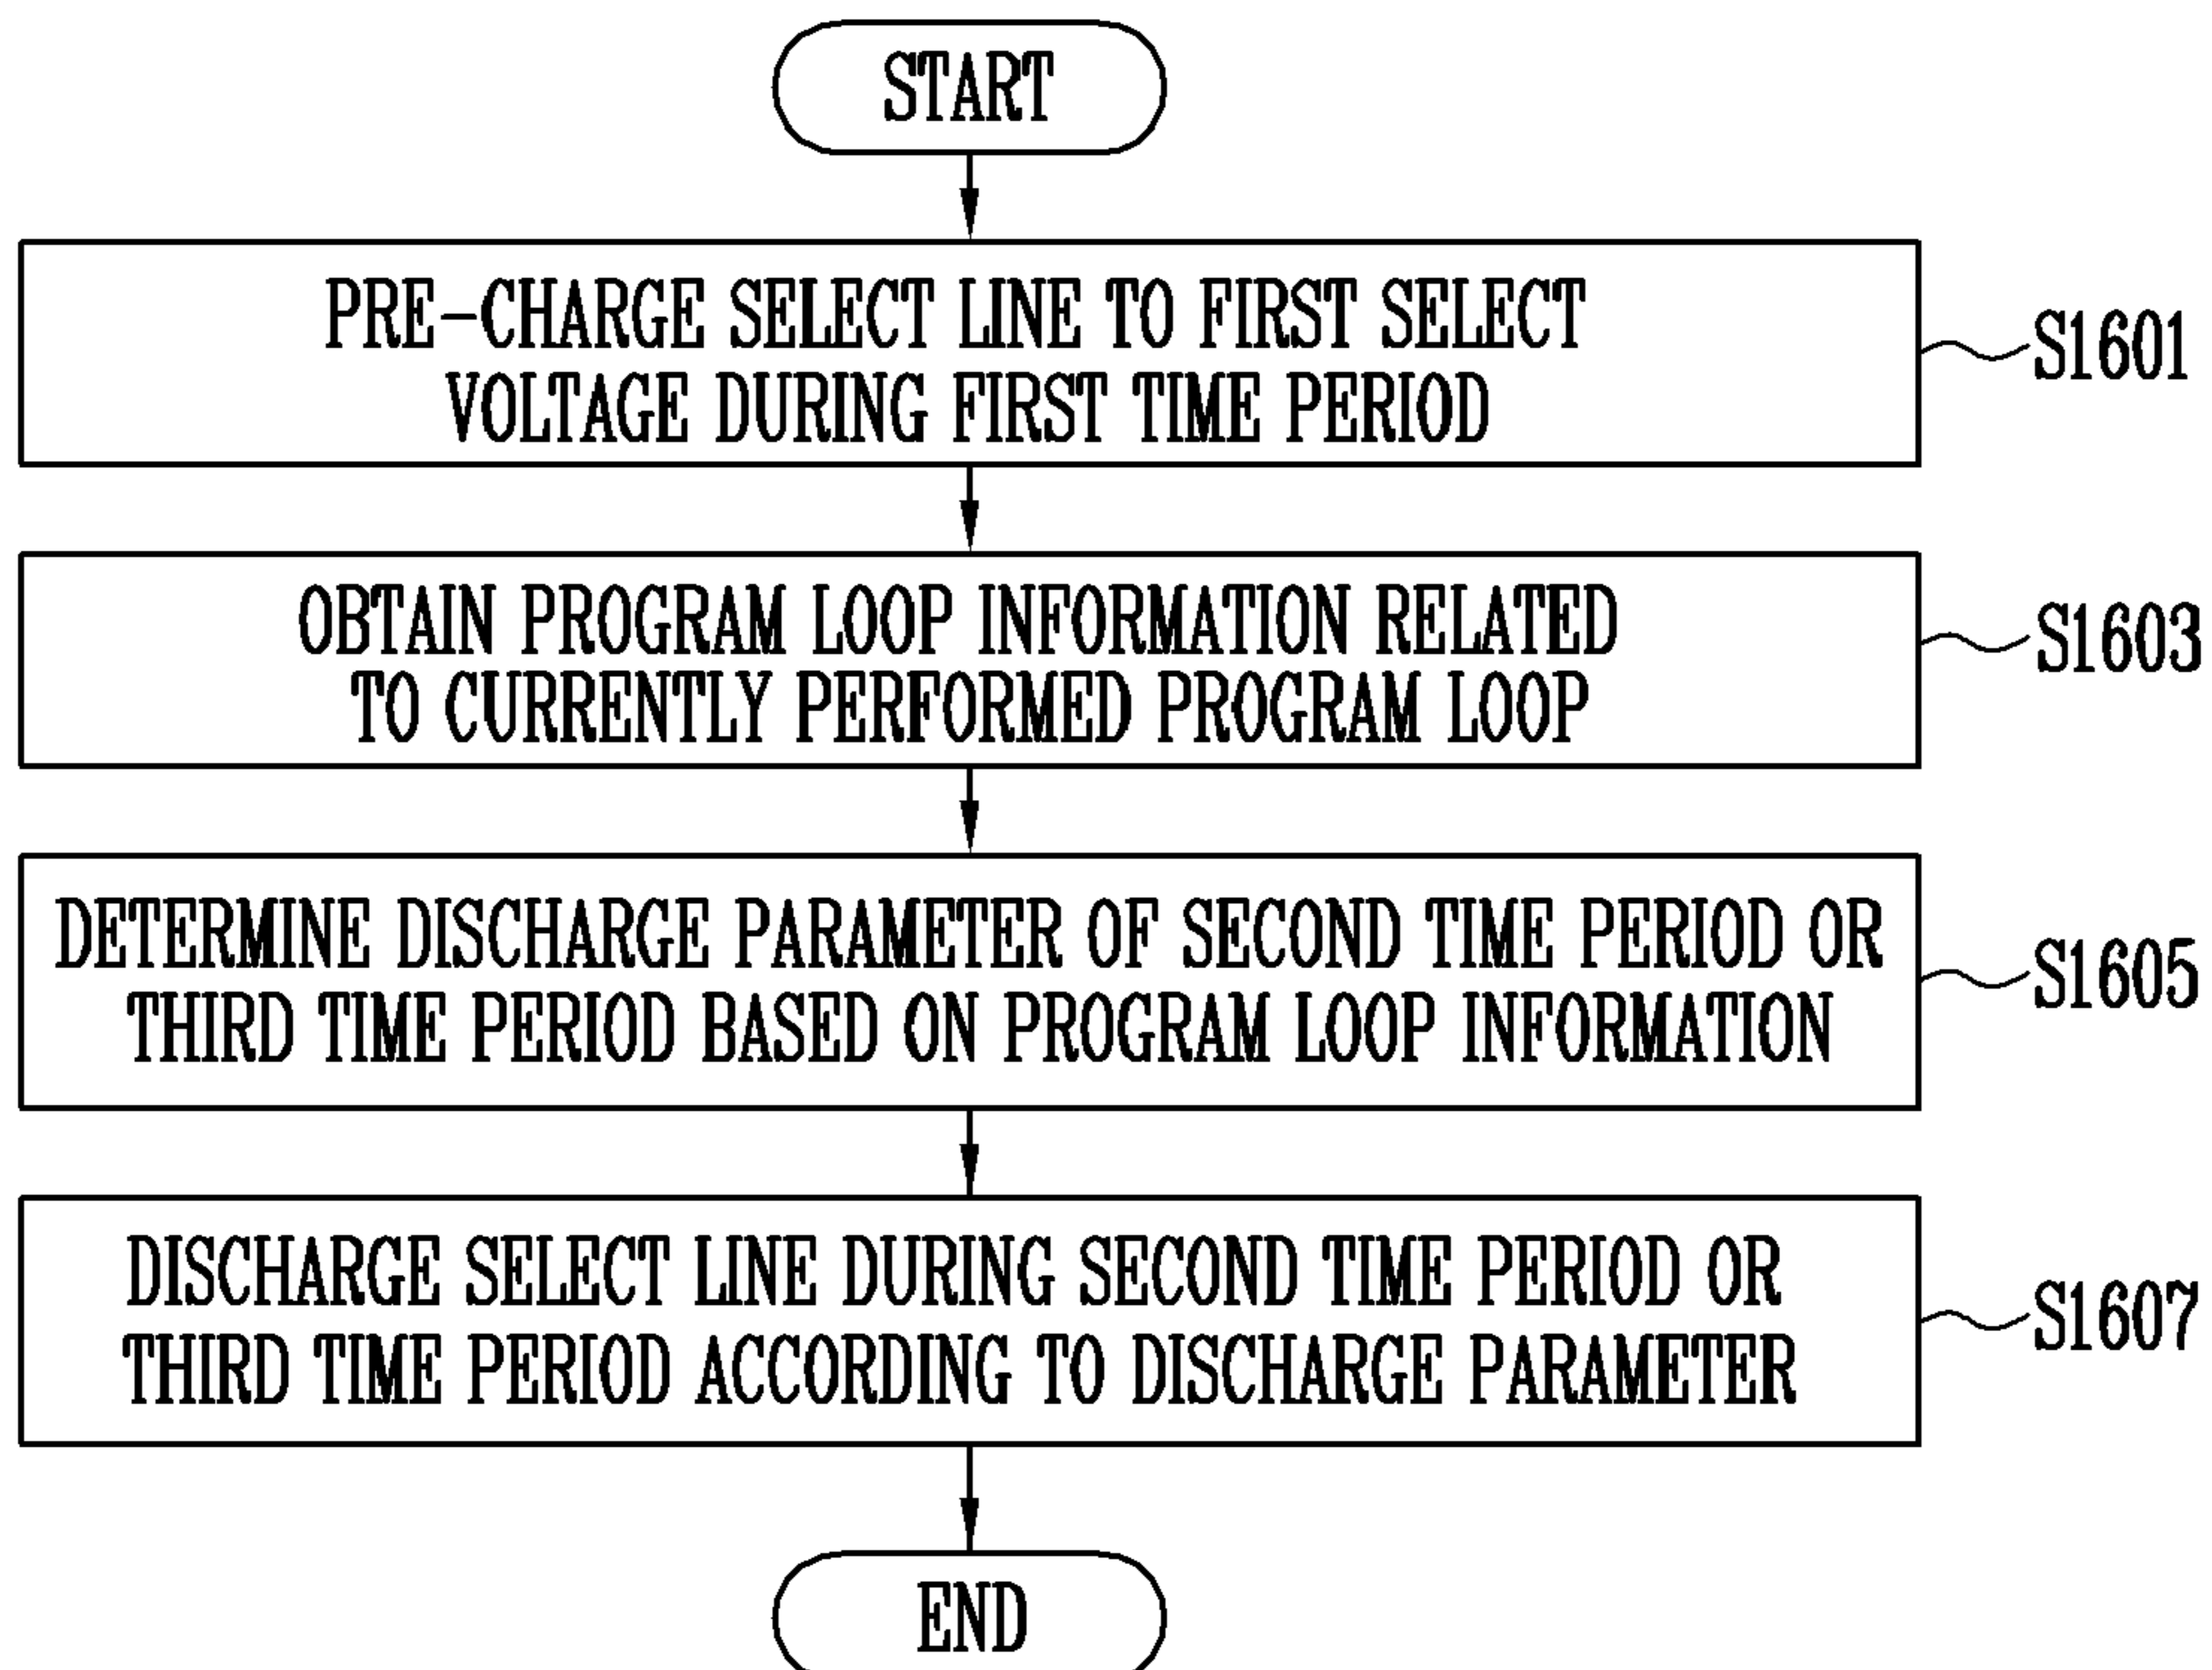 START
PRE-CHARGE SELECT LINE TO FIRST SELECT
VOLTAGE DURING FIRST TIME PERIOD
S1601
OBTAIN PROGRAM LOOP INFORMATION RELATED
TO CURRENTLY PERFORMED PROGRAM LOOP
S1603
DETERMINE DISCHARGE PARAMETER OF SECOND TIME PERIOD OR
THIRD TIME PERIOD BASED ON PROGRAM LOOP INFORMATION
S1605
DISCHARGE SELECT LINE DURING SECOND TIME PERIOD OR
THIRD TIME PERIOD ACCORDING TO DISCHARGE PARAMETER
S1607
END